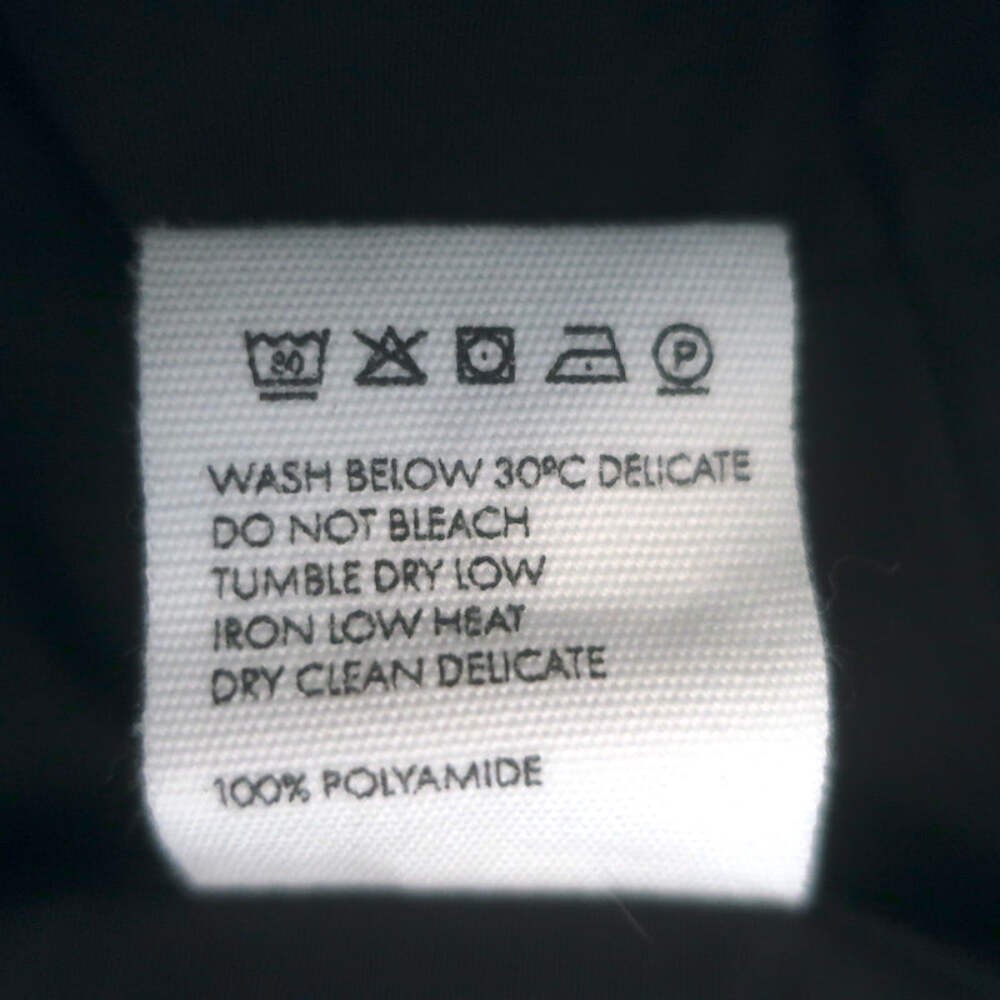 30
P
WASH BELOW 30ºC DELICATE
DO NOT BLEACH
TUMBLE DRY LOW
IRON LOW HEAT
DRY CLEAN DELICATE
100% POLYAMIDE